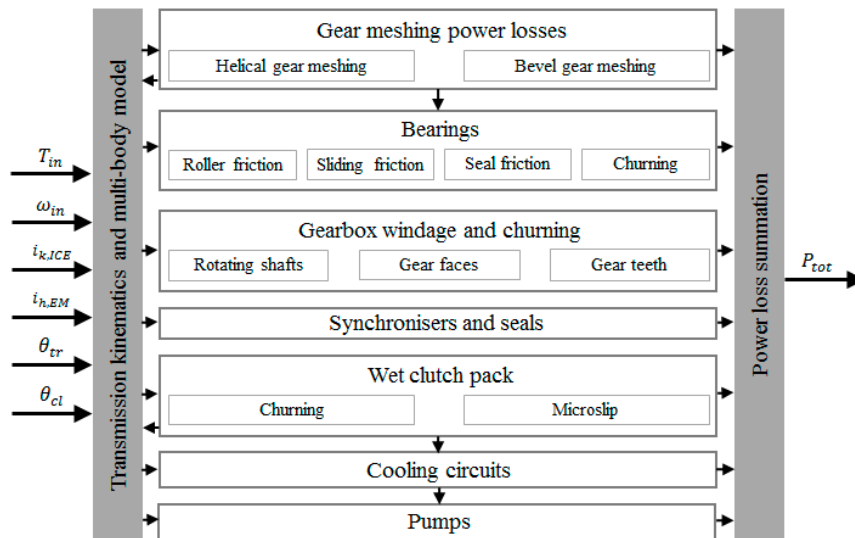 Gear meshing power losses
Helical gear meshing
Bevel gear meshing
Bearings
Roller friction
Sliding friction
Seal friction
Churning
Gearbox windage and churning
Rotating shafts
Gear faces
Gear teeth
Synchronisers and seals
Wet clutch pack
Churning
Microslip
Cooling circuits
Pumps
Transmission kinematics and multi-body model
Power loss summation
T_in
ω_in
i_k,ICE
i_h,EM
θ_tr
θ_cl
P_tot